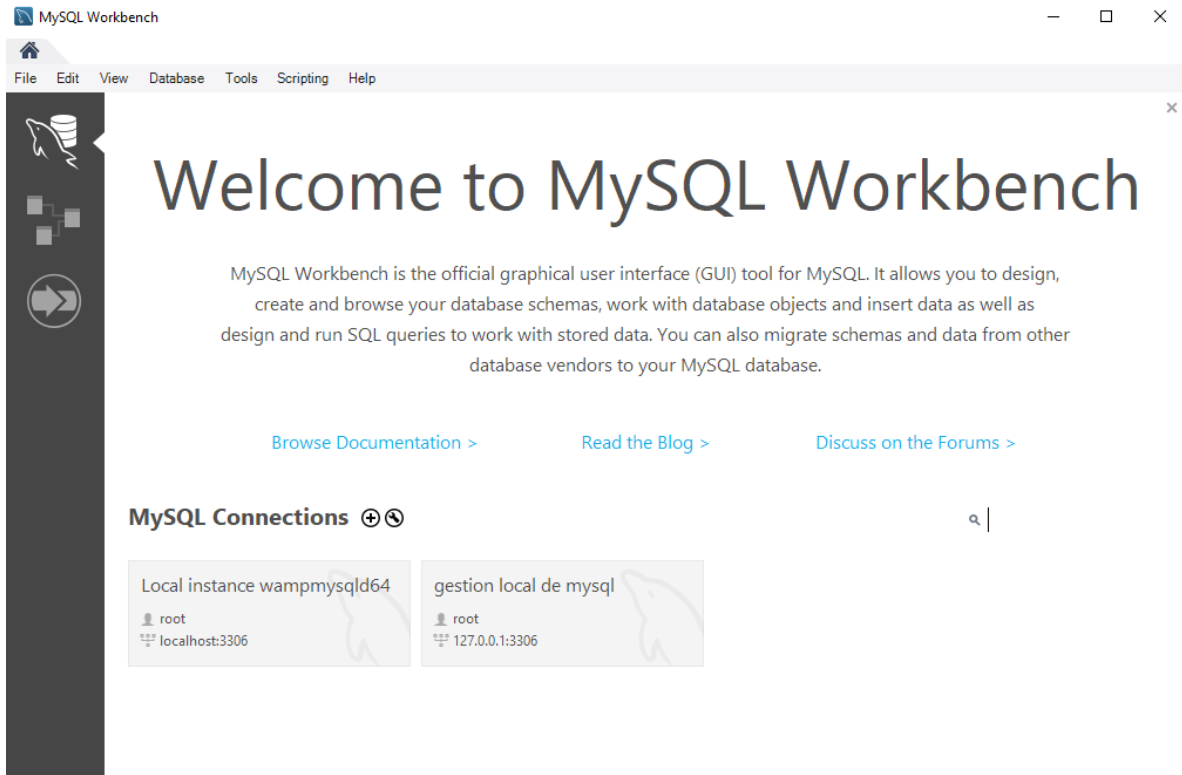 MySQL Workbench
File Edit View Database Tools Scripting Help
Welcome to MySQL Workbench
MySQL Workbench is the official graphical user interface (GUI) tool for MySQL. It allows you to design,
create and browse your database schemas, work with database objects and insert data as well as
design and run SQL queries to work with stored data. You can also migrate schemas and data from other
database vendors to your MySQL database.
Browse Documentation > Read the Blog > Discuss on the Forums >
MySQL Connections
Local instance wampmysqld64
root
localhost:3306
gestion local de mysql
root
127.0.0.1:3306